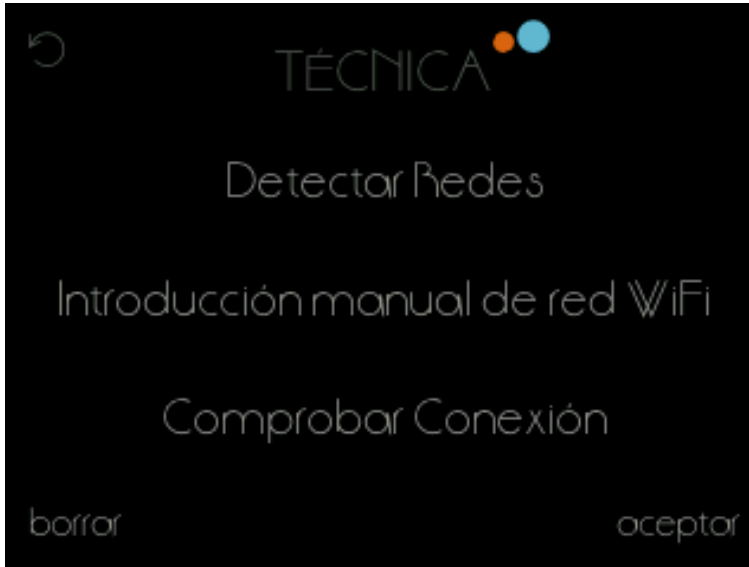 TÉCNICA
Detectar Redes
Introducción manual de red WiFi
Comprobar Conexión
borrar
aceptar